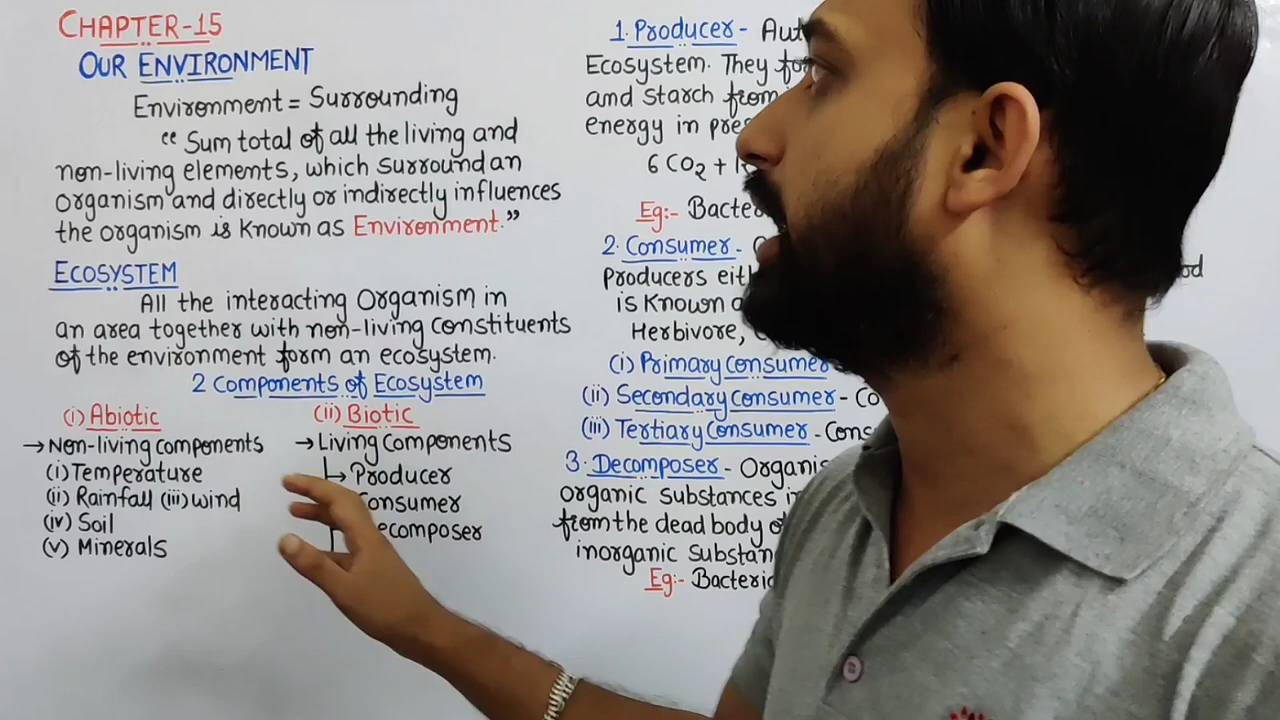 CHAPTER-15
OUR ENVIRONMENT
Environment = Surrounding
“ Sum total of all the living and
non-living elements, which surround an
organism and directly or indirectly influences
the organism is known as Environment.”
ECOSYSTEM
All the interacting Organism in
an area together with non-living constituents
of the environment form an ecosystem.
2 Components of Ecosystem
(i) Abiotic
→ Non-living components
(i) Temperature
(ii) Rainfall (iii) wind
(iv) Soil
(v) Minerals
(ii) Biotic
→ Living components
→ Producer
onsumer
ecomposer
1. Producer - Aut
Ecosystem. They fo
and Starch from
energy in pre
6 CO2 +
Eg:- Bacte
2. Consumer -
Producers eit
is known a
Herbivore,
(i) Primary consumer
(ii) Secondary consumer - Co
(iii) Tertiary Consumer - Cons
3. Decomposer - Organis
organic substances i
from the dead body o
inorganic substan
Eg:- Bacteri